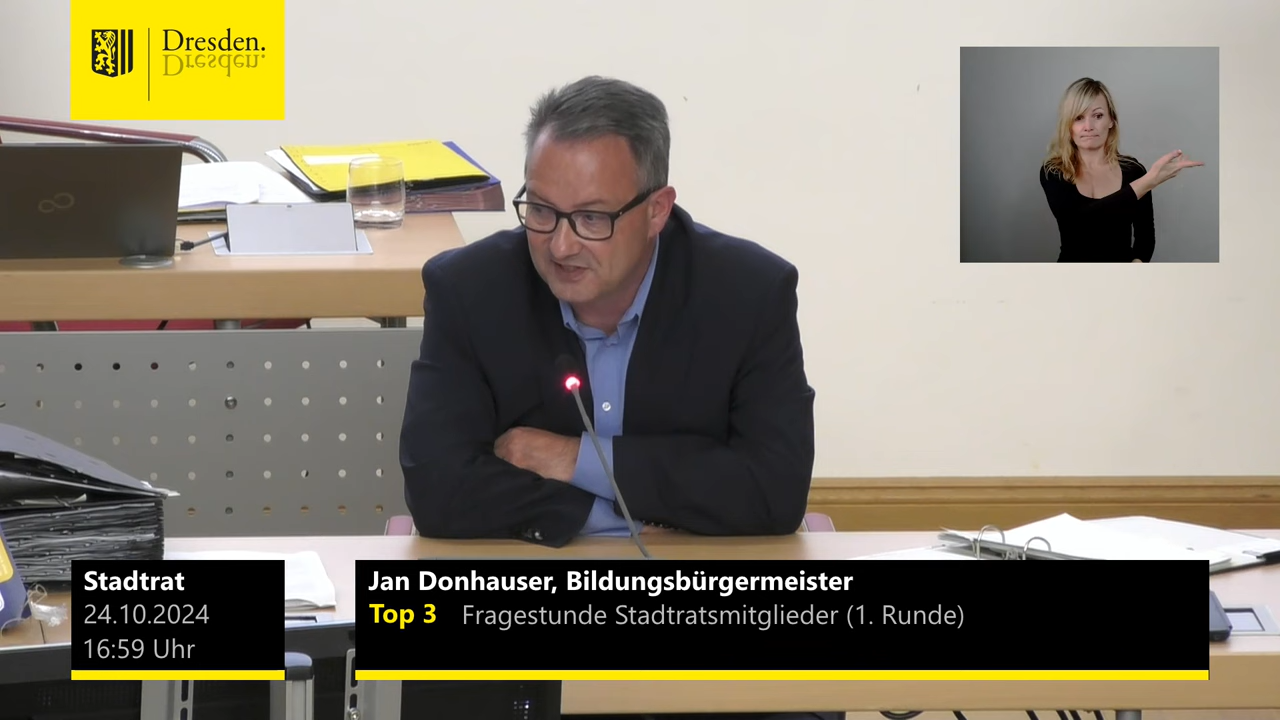 Dresden.
Dresden.
Stadtrat
24.10.2024
16:59 Uhr
Jan Donhauser, Bildungsbürgermeister
Top 3 Fragestunde Stadtratsmitglieder (1. Runde)